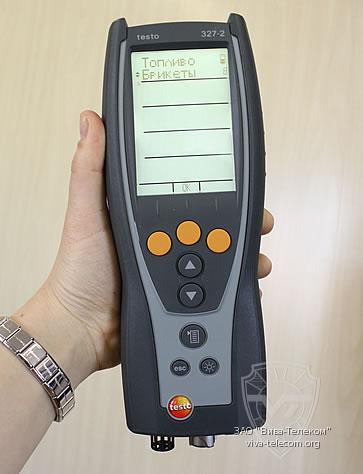 testo 327-2
Топливо
Брикеты
OK
esc
testo
ЗАО "Вива-Телеком"
viva-telecom.org